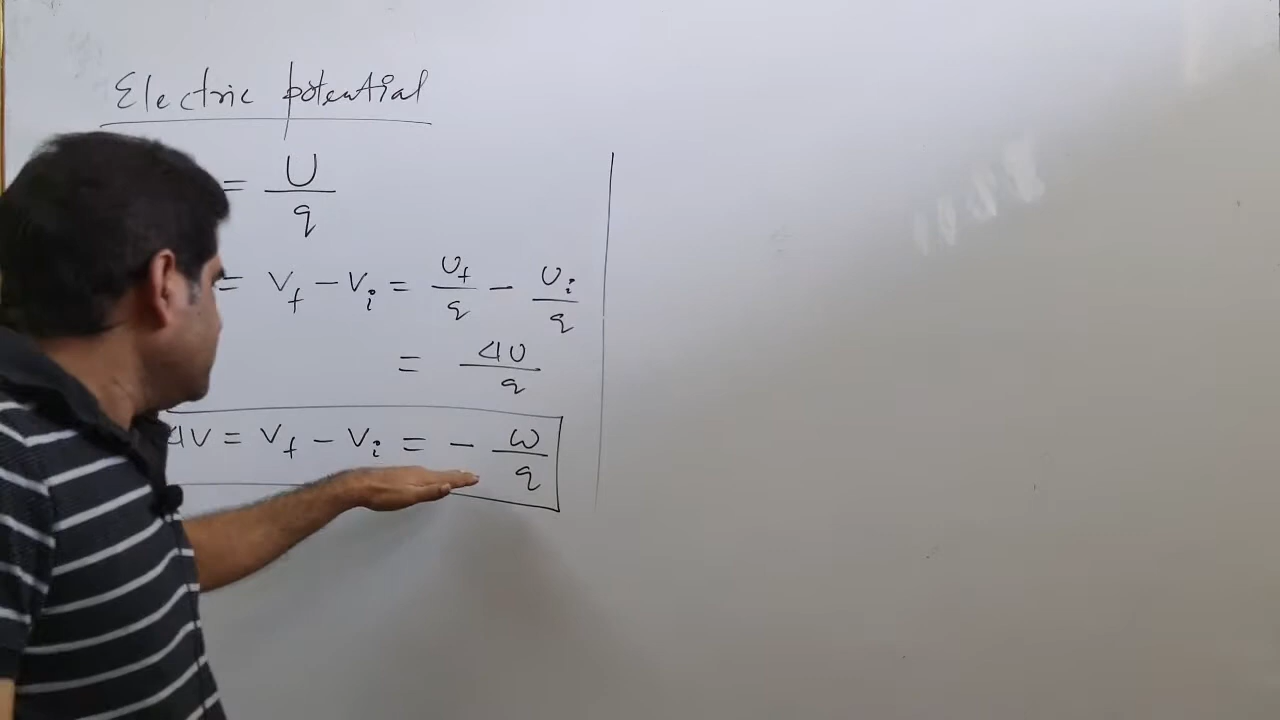 Electric potential
= U/q
= Vf - Vi = Uf/q - Ui/q
= ΔU/q
ΔV = Vf - Vi = - ω/q